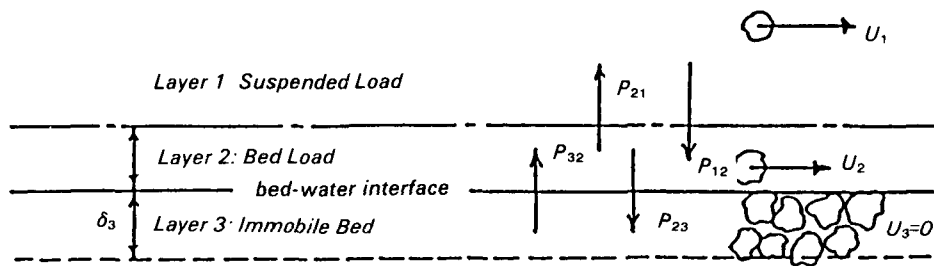 U₁
Layer 1 Suspended Load
P₂₁
Layer 2: Bed Load
P₃₂
P₁₂
U₂
bed-water interface
δ₃
Layer 3: Immobile Bed
P₂₃
U₃=0